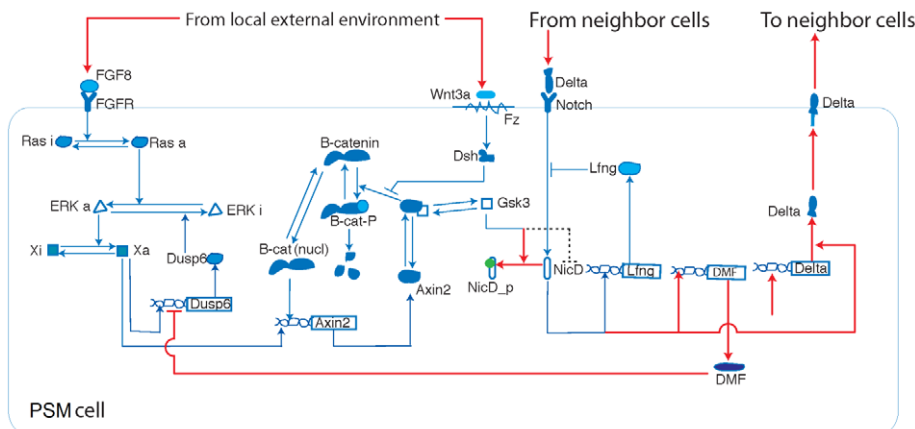 From local external environment
From neighbor cells
To neighbor cells
FGF8
FGFR
Wnt3a
Fz
Delta
Notch
Delta
Ras i
Ras a
B-catenin
Dsh
Lfng
ERK a
ERK i
B-cat-P
Gsk3
Delta
Xi
Xa
Dusp6
B-cat (nucl)
Axin2
NicD_p
NicD
Lfng
DMF
Delta
Dusp6
Axin2
DMF
PSM cell